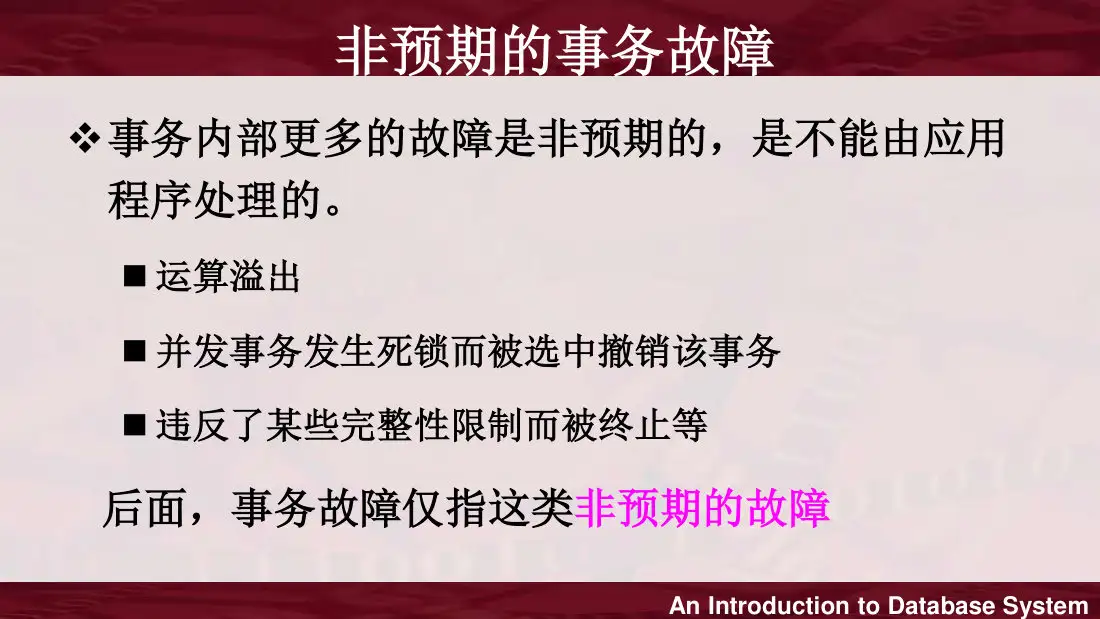 非预期的事务故障
❖事务内部更多的故障是非预期的，是不能由应用
程序处理的。
■ 运算溢出
■ 并发事务发生死锁而被选中撤销该事务
■ 违反了某些完整性限制而被终止等
后面，事务故障仅指这类非预期的故障
An Introduction to Database System